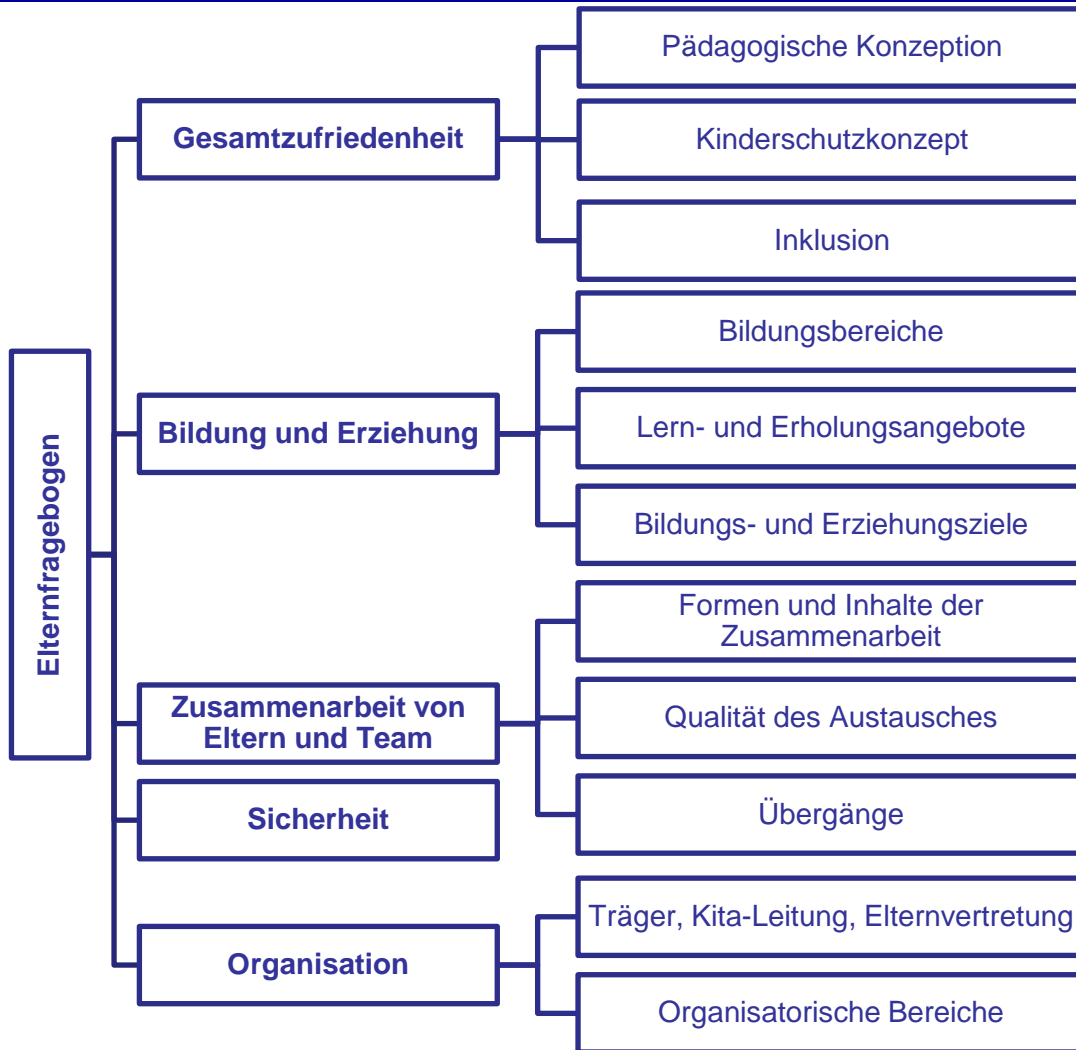 Elternfragebogen
Gesamtzufriedenheit
Pädagogische Konzeption
Kinderschutzkonzept
Inklusion
Bildung und Erziehung
Bildungsbereiche
Lern- und Erholungsangebote
Bildungs- und Erziehungsziele
Zusammenarbeit von
Eltern und Team
Formen und Inhalte der
Zusammenarbeit
Qualität des Austausches
Übergänge
Sicherheit
Organisation
Träger, Kita-Leitung, Elternvertretung
Organisatorische Bereiche